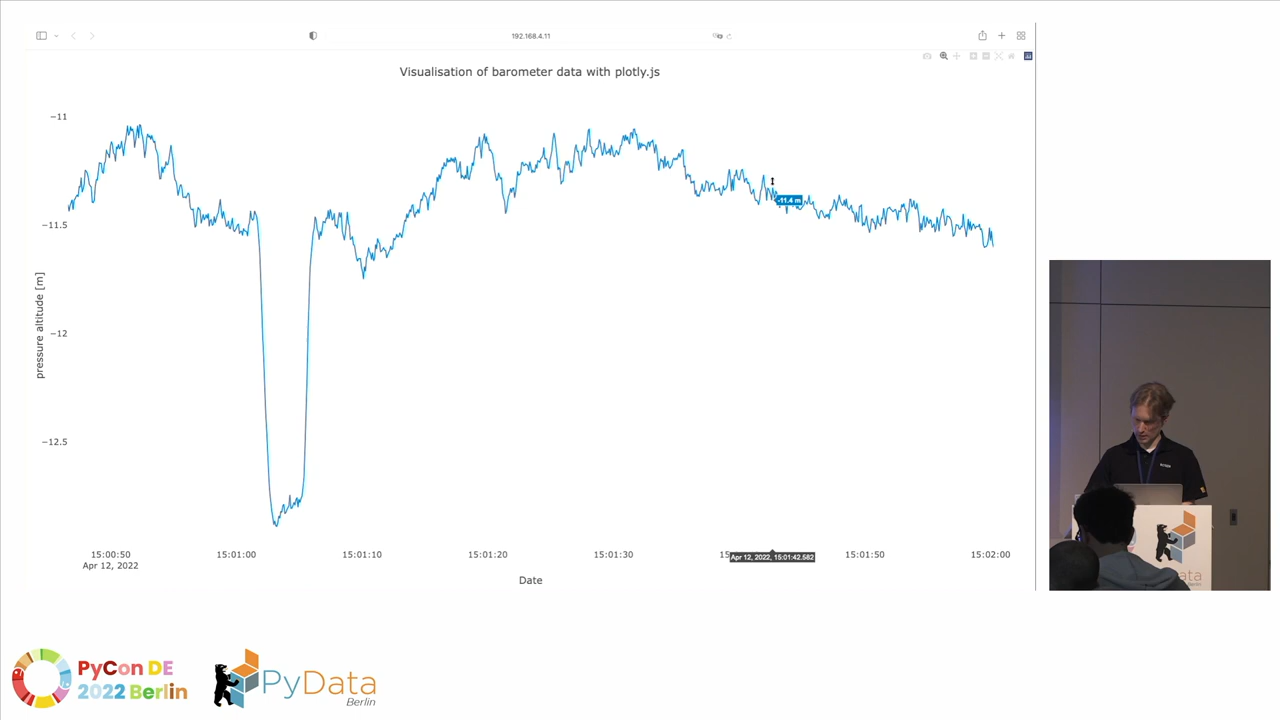 192.168.4.11
Visualisation of barometer data with plotly.js
pressure altitude [m]
−11
−11.5
−12
−12.5
-11.4 m
15:00:50
15:01:00
15:01:10
15:01:20
15:01:30
Apr 12, 2022, 15:01:42.582
15:01:50
15:02:00
Apr 12, 2022
Date
PyCon DE
2022 Berlin
PyData
Berlin
ata